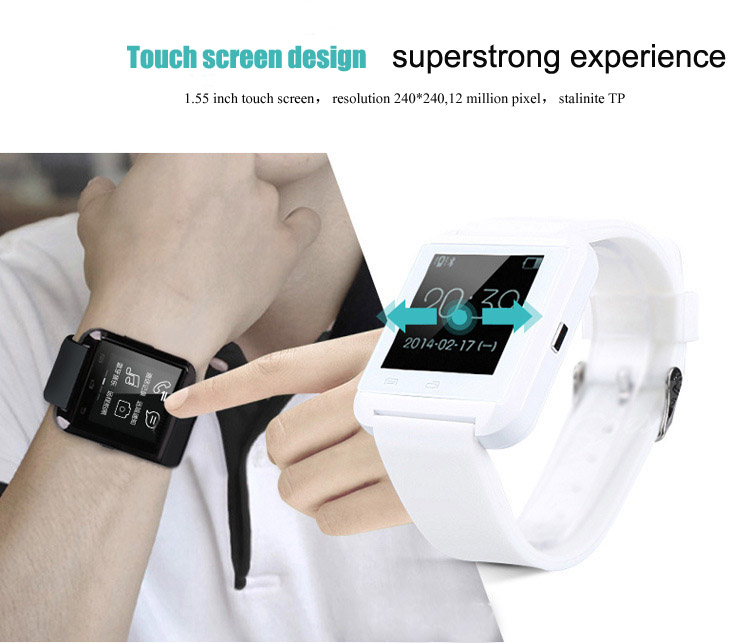 Touch screen design superstrong experience
1.55 inch touch screen， resolution 240*240,12 million pixel， stalinite TP
20:30
2014-02-17 (一)